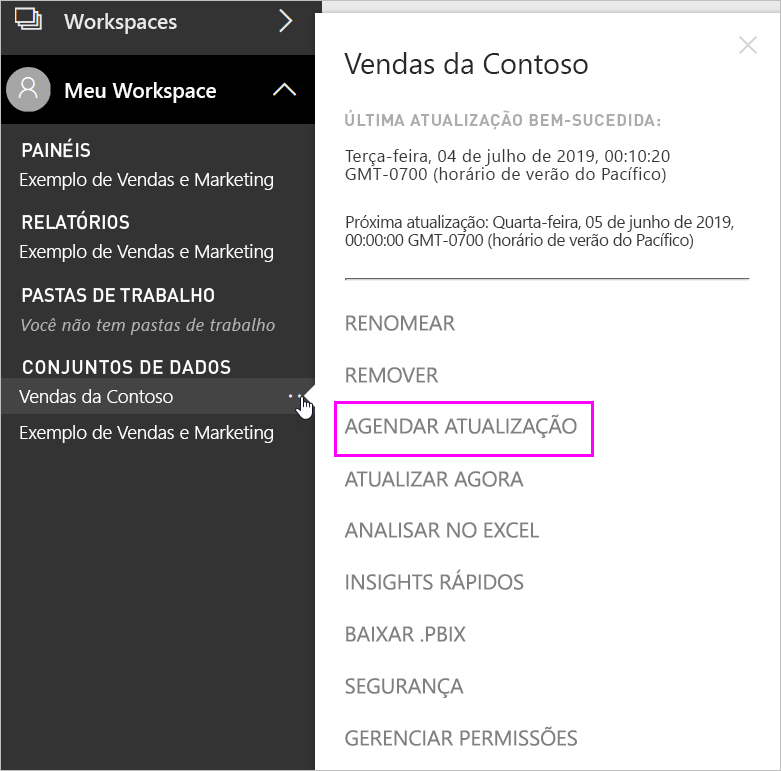 Workspaces
Meu Workspace
PAINÉIS
Exemplo de Vendas e Marketing
RELATÓRIOS
Exemplo de Vendas e Marketing
PASTAS DE TRABALHO
Você não tem pastas de trabalho
CONJUNTOS DE DADOS
Vendas da Contoso
Exemplo de Vendas e Marketing
Vendas da Contoso
ÚLTIMA ATUALIZAÇÃO BEM-SUCEDIDA:
Terça-feira, 04 de julho de 2019, 00:10:20
GMT-0700 (horário de verão do Pacífico)
Próxima atualização: Quarta-feira, 05 de junho de 2019,
00:00:00 GMT-0700 (horário de verão do Pacífico)
RENOMEAR
REMOVER
AGENDAR ATUALIZAÇÃO
ATUALIZAR AGORA
ANALISAR NO EXCEL
INSIGHTS RÁPIDOS
BAIXAR .PBIX
SEGURANÇA
GERENCIAR PERMISSÕES